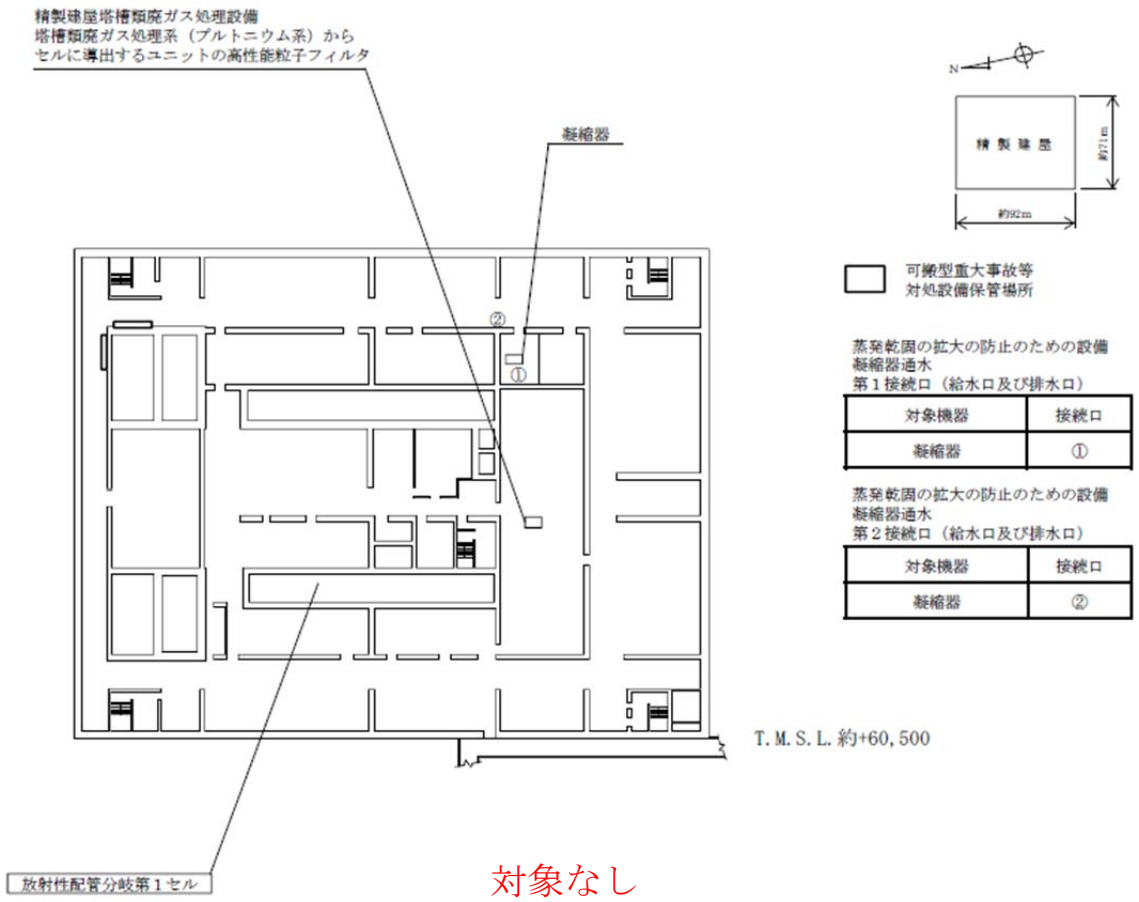 精製建屋塔槽類廃ガス処理設備
塔槽類廃ガス処理系（プルトニウム系）から
セルに導出するユニットの高性能粒子フィルタ
凝縮器
N
精製建屋
約71m
約92m
可搬型重大事故等
対処設備保管場所
②
①
蒸発乾固の拡大の防止のための設備
凝縮器通水
第1接続口（給水口及び排水口）
対象機器 接続口
凝縮器 ①
蒸発乾固の拡大の防止のための設備
凝縮器通水
第2接続口（給水口及び排水口）
対象機器 接続口
凝縮器 ②
T.M.S.L.約+60,500
放射性配管分岐第1セル
対象なし